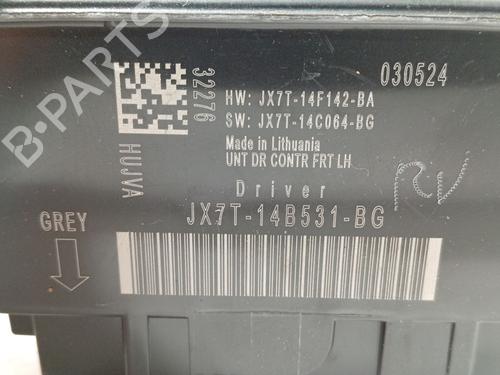 030524
32276
HW: JX7T-14F142-BA
SW: JX7T-14C064-BG
Made in Lithuania
UNT DR CONTR FRT LH
HUJVA
Driver
RV
GREY
JX7T-14B531-BG